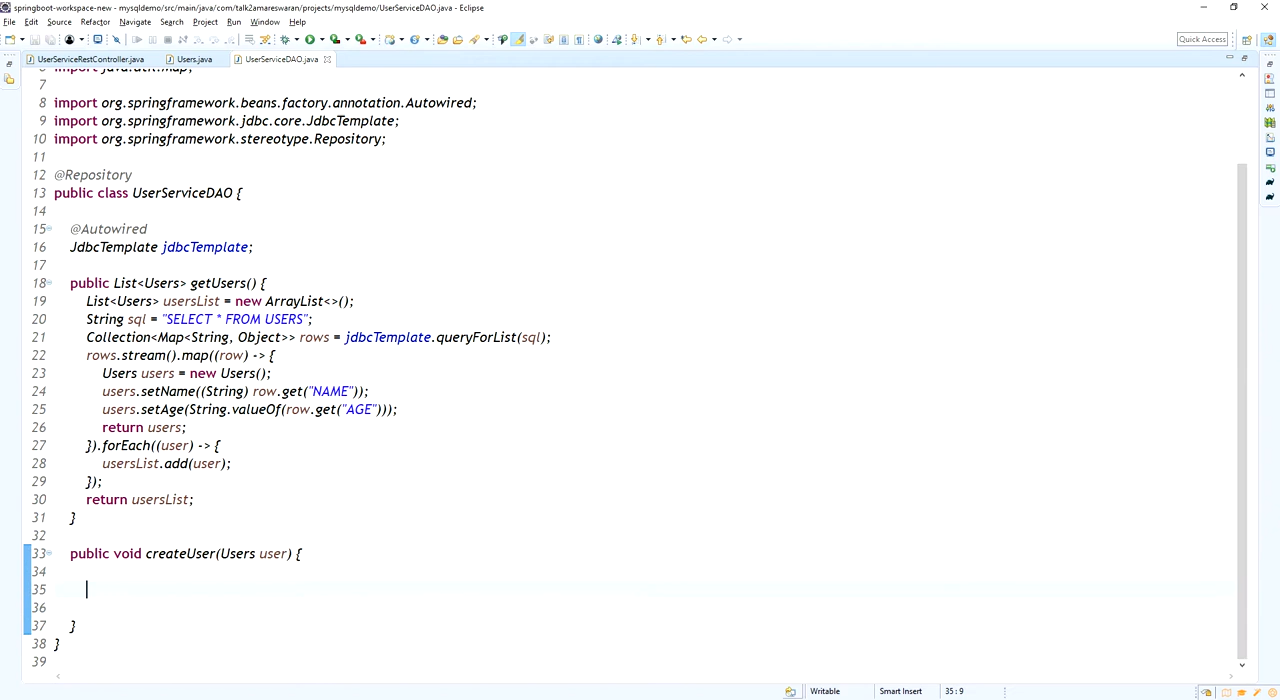 springboot-workspace-new - mysqldemo/src/main/java/com/talk2amareswaran/projects/mysqldemo/UserServiceDAO.java - Eclipse
File Edit Source Refactor Navigate Search Project Run Window Help
Quick Access
UserServiceRestController.java Users.java UserServiceDAO.java
6 import java.util.Map;
7
8 import org.springframework.beans.factory.annotation.Autowired;
9 import org.springframework.jdbc.core.JdbcTemplate;
10 import org.springframework.stereotype.Repository;
11
12 @Repository
13 public class UserServiceDAO {
14
15 @Autowired
16 JdbcTemplate jdbcTemplate;
17
18 public List<Users> getUsers() {
19 List<Users> usersList = new ArrayList<>();
20 String sql = "SELECT * FROM USERS";
21 Collection<Map<String, Object>> rows = jdbcTemplate.queryForList(sql);
22 rows.stream().map((row) -> {
23 Users users = new Users();
24 users.setName((String) row.get("NAME"));
25 users.setAge(String.valueOf(row.get("AGE")));
26 return users;
27 }).forEach((user) -> {
28 usersList.add(user);
29 });
30 return usersList;
31 }
32
33 public void createUser(Users user) {
34
35
36
37 }
38 }
39
Writable Smart Insert 35 : 9